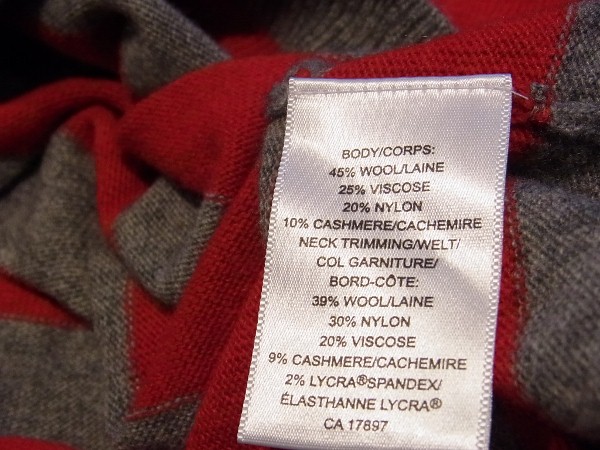 BODY/CORPS:
45% WOOL/LAINE
25% VISCOSE
20% NYLON
10% CASHMERE/CACHEMIRE
NECK TRIMMING/WELT/
COL GARNITURE/
BORD-CÔTE:
39% WOOL/LAINE
30% NYLON
20% VISCOSE
9% CASHMERE/CACHEMIRE
2% LYCRA®SPANDEX/
ÉLASTHANNE LYCRA®
CA 17897